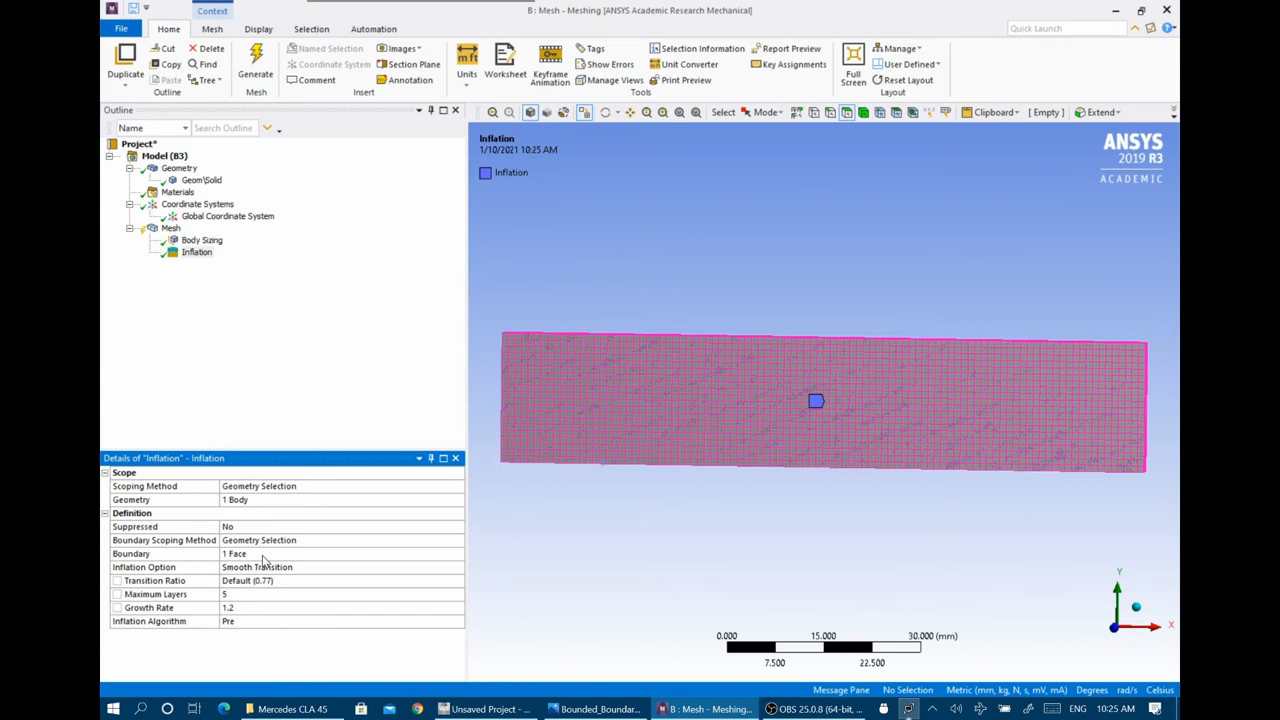 Context
B : Mesh - Meshing [ANSYS Academic Research Mechanical]
File
Home
Mesh
Display
Selection
Automation
Quick Launch
Duplicate
Cut
Delete
Copy
Find
Paste
Tree
Outline
Generate
Mesh
Named Selection
Coordinate System
Comment
Images
Section Plane
Annotation
Insert
Units
Worksheet
Keyframe
Animation
Tags
Show Errors
Manage Views
Selection Information
Unit Converter
Print Preview
Report Preview
Key Assignments
Tools
Full
Screen
Manage
User Defined
Reset Layout
Layout
Outline
Select
Mode
Clipboard
[ Empty ]
Extend
Name
Search Outline
Project*
Model (B3)
Geometry
Geom\Solid
Materials
Coordinate Systems
Global Coordinate System
Mesh
Body Sizing
Inflation
Inflation
1/10/2021 10:25 AM
Inflation
ANSYS
2019 R3
ACADEMIC
Details of "Inflation" - Inflation
Scope
Scoping Method Geometry Selection
Geometry 1 Body
Definition
Suppressed No
Boundary Scoping Method Geometry Selection
Boundary 1 Face
Inflation Option Smooth Transition
Transition Ratio Default (0.77)
Maximum Layers 5
Growth Rate 1.2
Inflation Algorithm Pre
Y
X
0.000 15.000 30.000 (mm)
7.500 22.500
Message Pane
No Selection
Metric (mm, kg, N, s, mV, mA)
Degrees
rad/s
Celsius
Mercedes CLA 45
Unsaved Project - ...
Bounded_Boundar...
B : Mesh - Meshing...
OBS 25.0.8 (64-bit, ...
ENG
10:25 AM